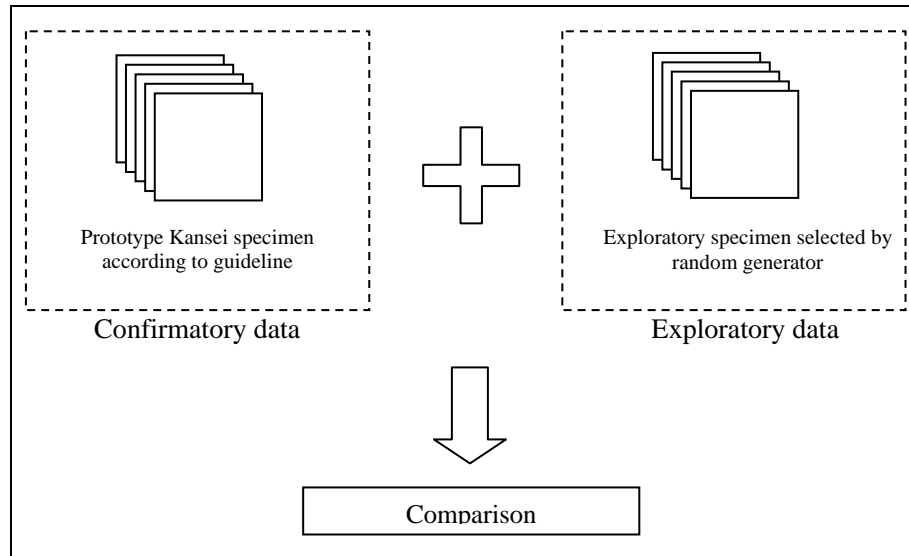 Prototype Kansei specimen
according to guideline
Confirmatory data
Exploratory specimen selected by
random generator
Exploratory data
Comparison